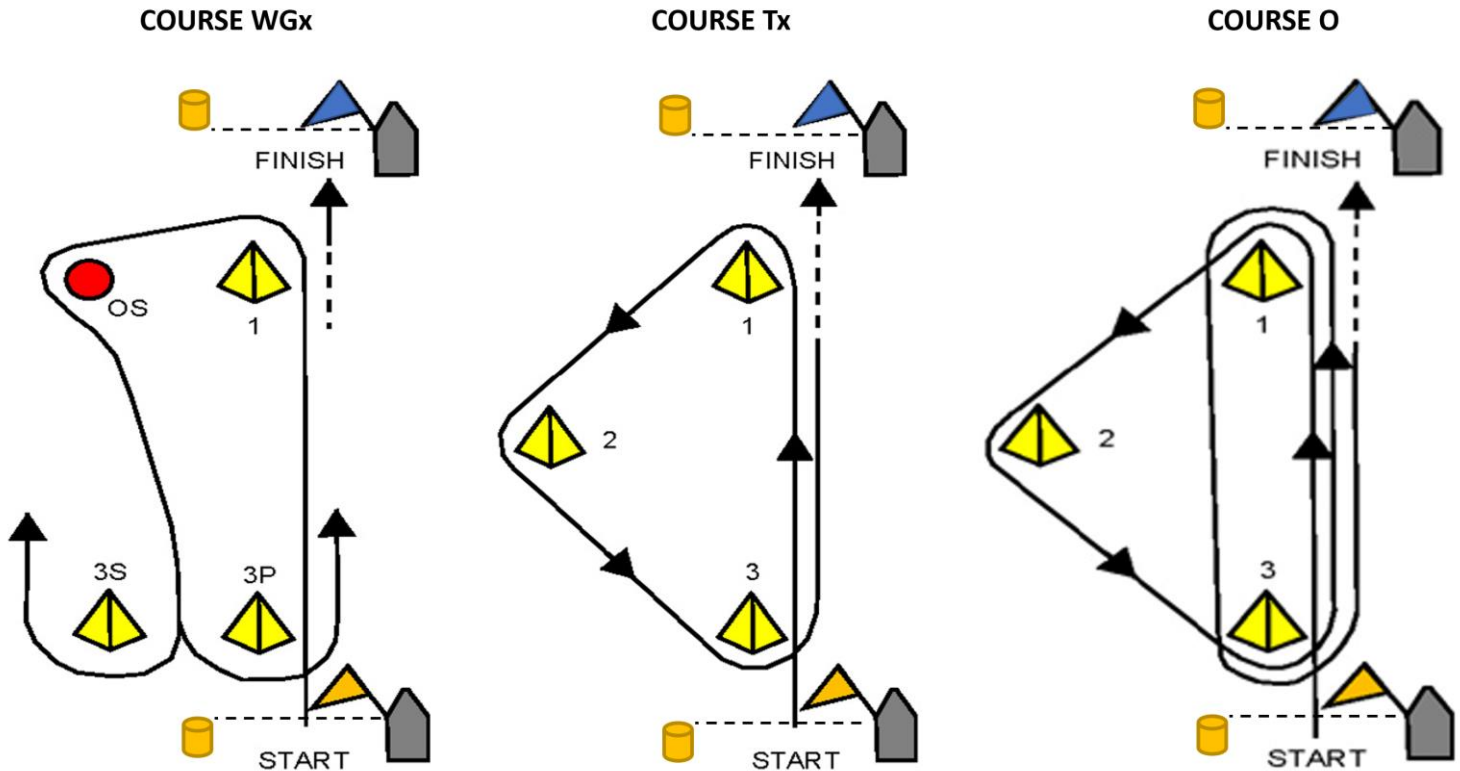 COURSE WGx
FINISH
OS
1
3S
3P
START
COURSE Tx
FINISH
1
2
3
START
COURSE O
FINISH
1
2
3
START